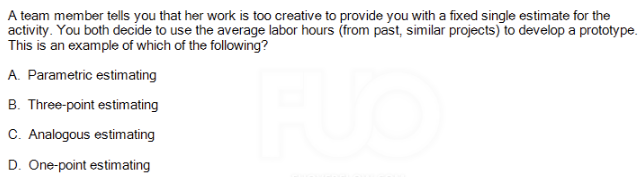 A team member tells you that her work is too creative to provide you with a fixed single estimate for the
activity. You both decide to use the average labor hours (from past, similar projects) to develop a prototype.
This is an example of which of the following?
A. Parametric estimating
B. Three-point estimating
C. Analogous estimating
D. One-point estimating
FUO